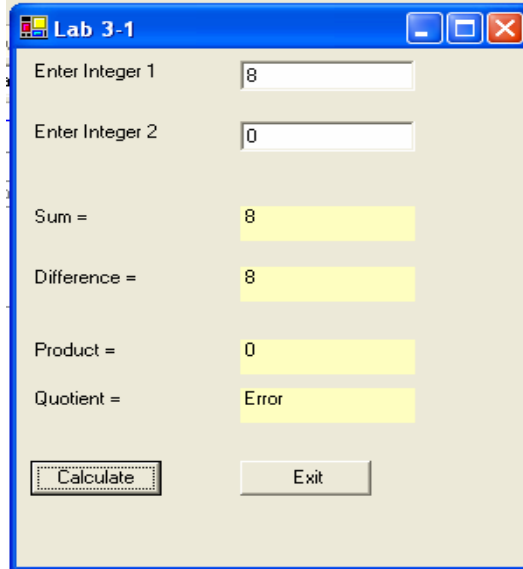 Lab 3-1
Enter Integer 1 8
Enter Integer 2 0
Sum = 8
Difference = 8
Product = 0
Quotient = Error
Calculate Exit